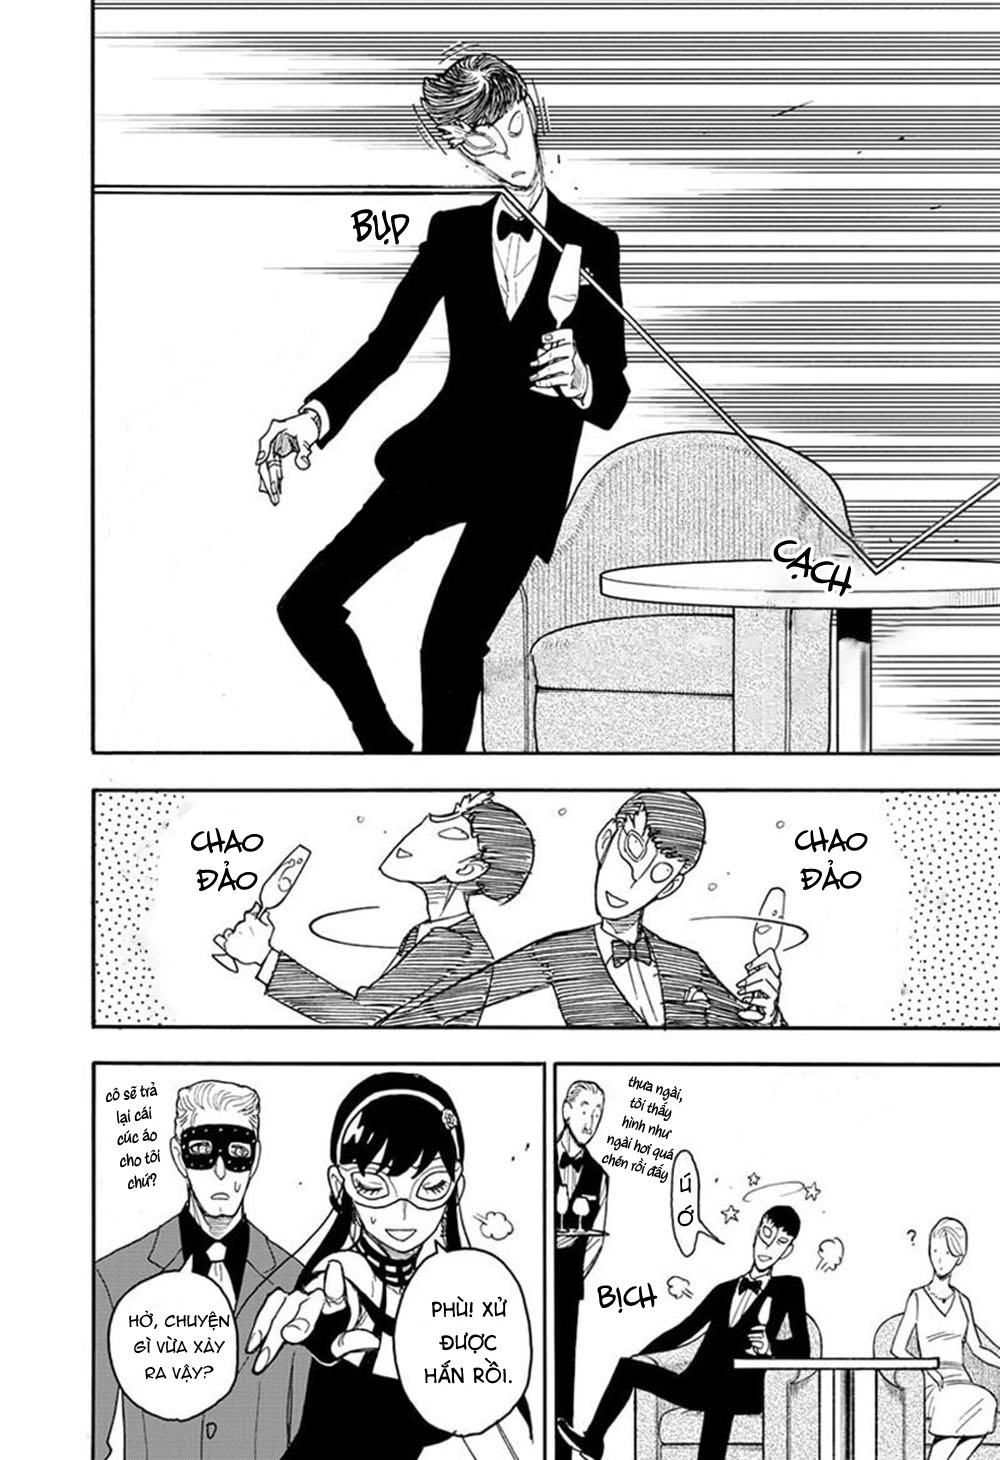 BỤP
CẠCH
CHAO
ĐẢO
CHAO
ĐẢO
thưa ngài,
tôi thấy
hình như
ngài hơi quá
chén rồi đấy
Ú
Ớ
BỊCH
?
PHÙ! XỬ
ĐƯỢC
HẮN RỒI.
cô sẽ trả
lại cái
cúc áo
cho tôi
chứ?
HỞ, CHUYỆN
GÌ VỪA XẢY
RA VẬY?